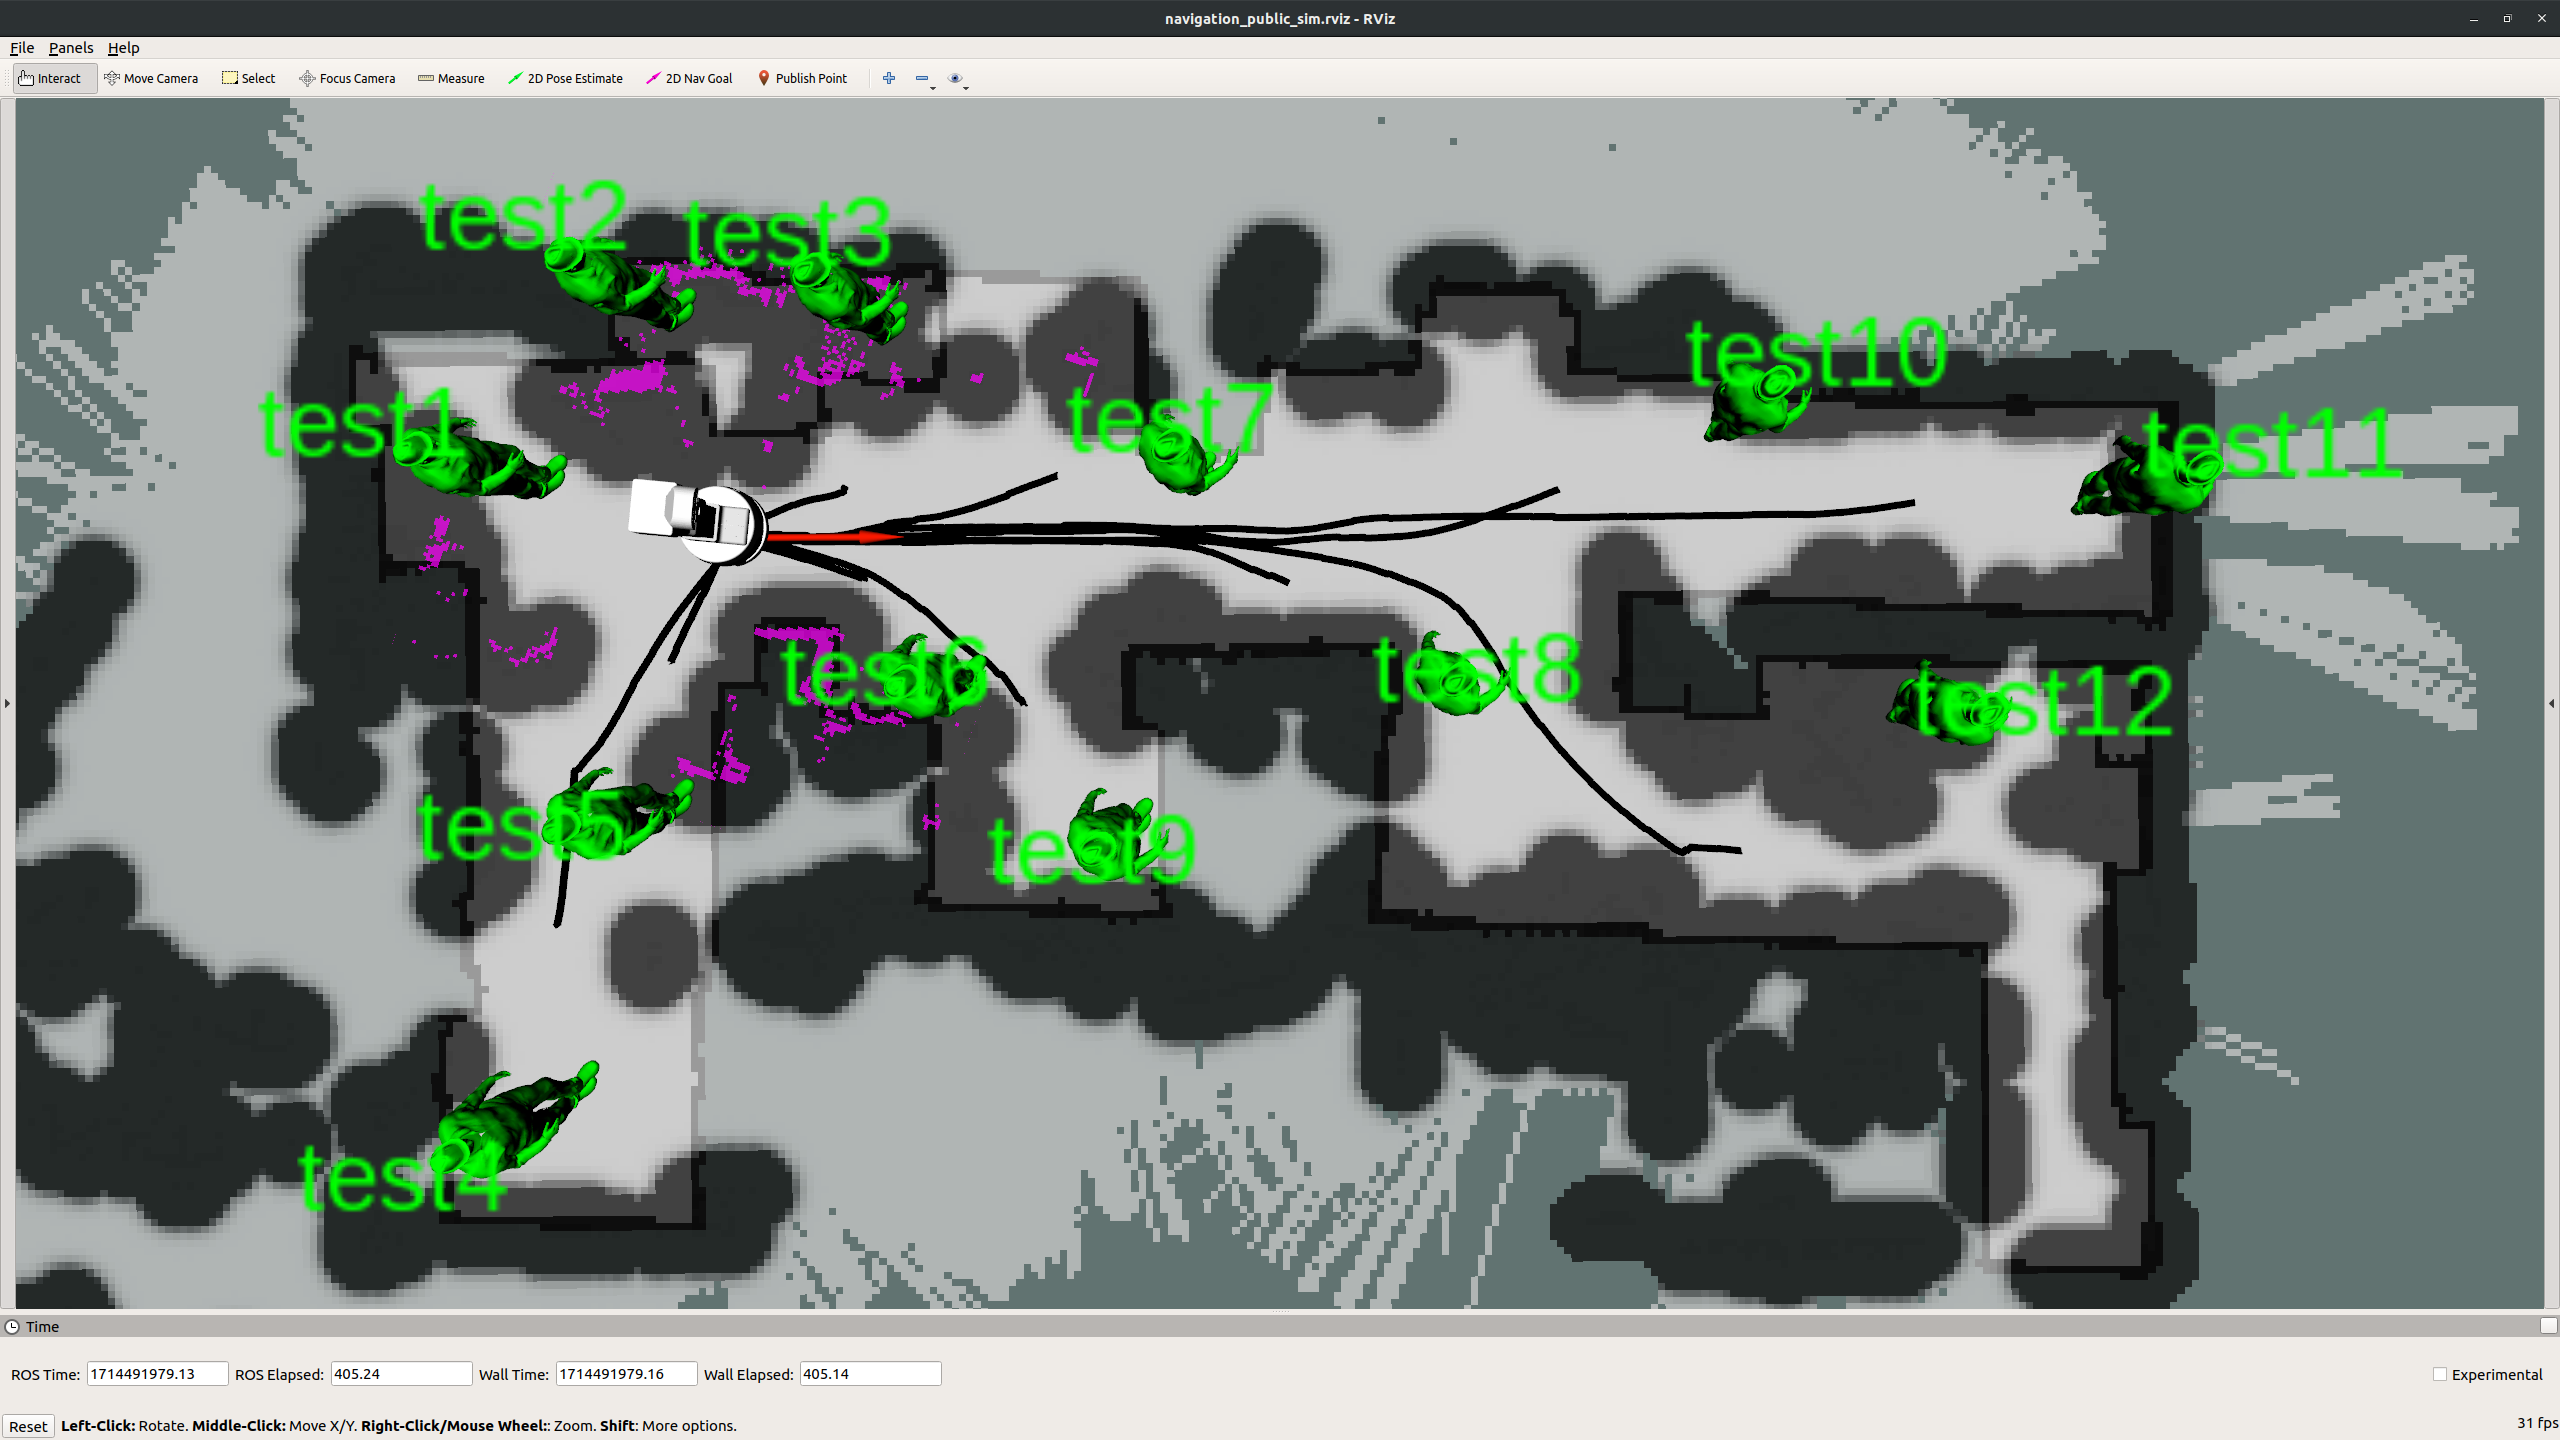 navigation_public_sim.rviz - RViz
File Panels Help
Interact Move Camera Select Focus Camera Measure 2D Pose Estimate 2D Nav Goal Publish Point
test2
test3
test10
test1
test7
test11
test6
test8
test12
test5
test9
test4
Time
ROS Time: 1714491979.13 ROS Elapsed: 405.24 Wall Time: 1714491979.16 Wall Elapsed: 405.14 Experimental
Reset Left-Click: Rotate. Middle-Click: Move X/Y. Right-Click/Mouse Wheel:: Zoom. Shift: More options. 31 fps